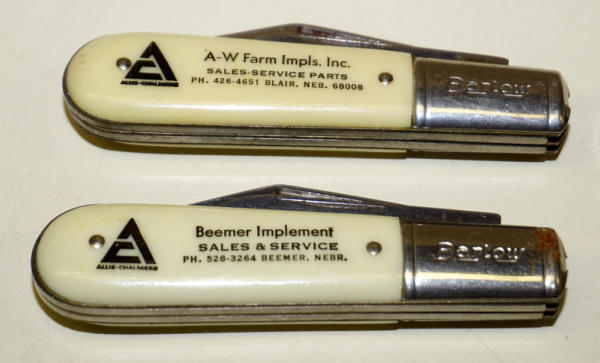 A-W Farm Impls. Inc.
SALES-SERVICE PARTS
PH. 426-4651 BLAIR, NEB. 68008
ALLIS-CHALMERS
Barlow
Beemer Implement
SALES & SERVICE
PH. 528-3264 BEEMER, NEBR.
ALLIS-CHALMERS
Barlow